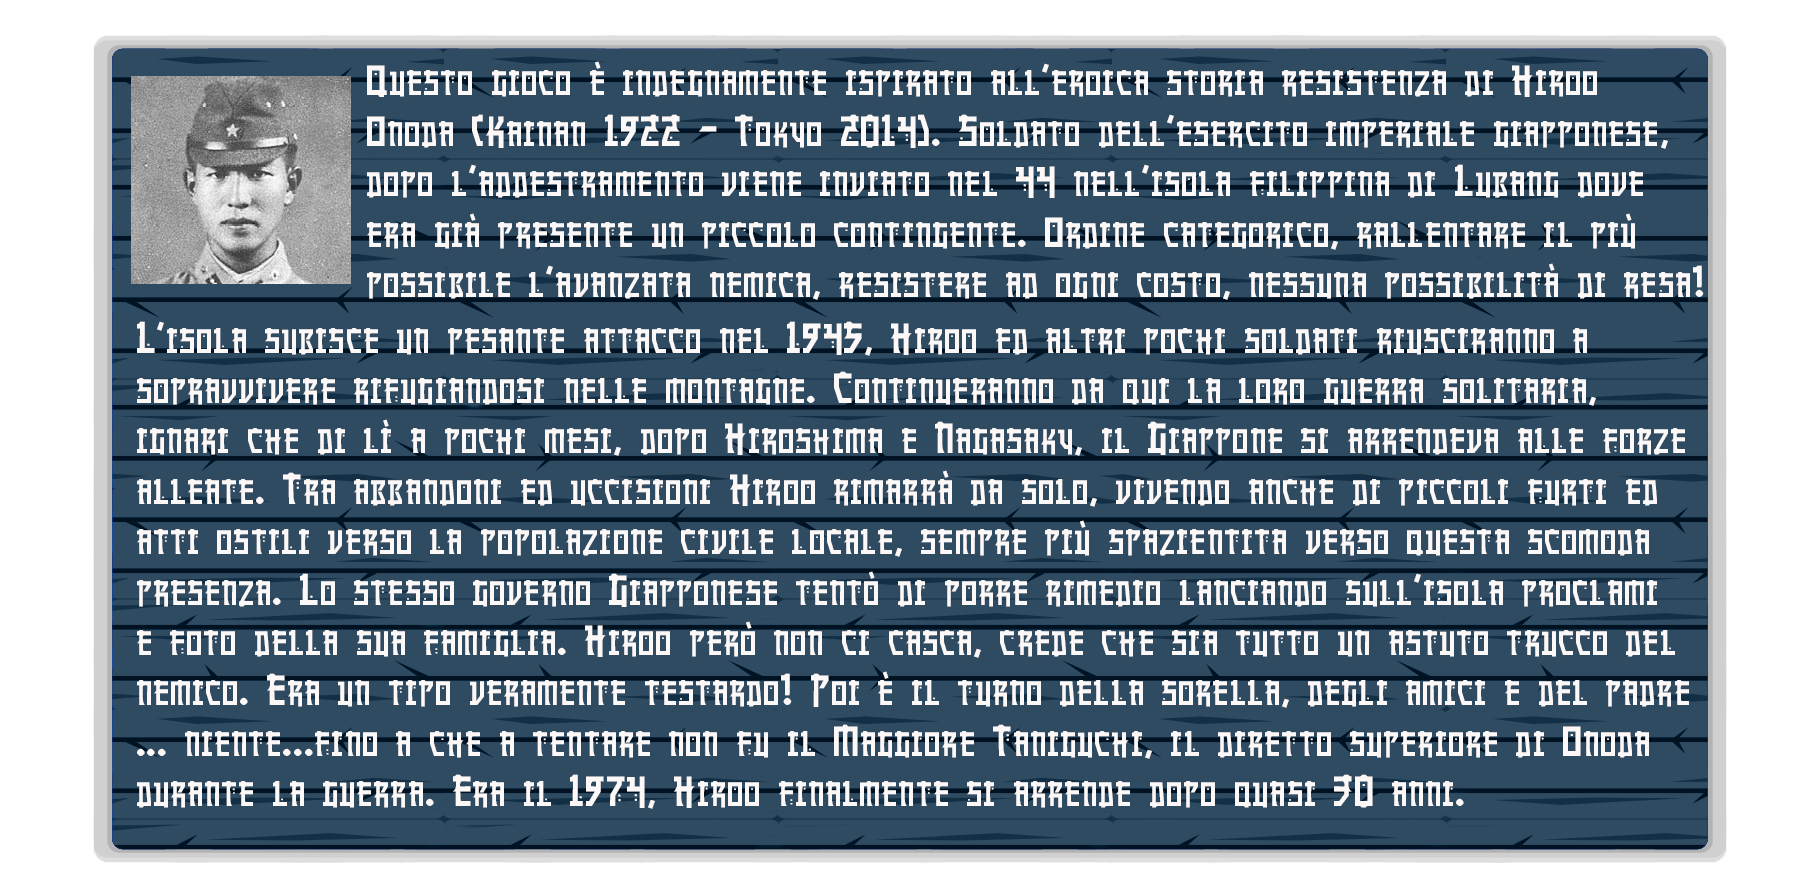 Questo gioco è indegnamente ispirato all'eroica storia resistenza di Hiroo
Onoda (Kainan 1922 - Tokyo 2014). Soldato dell'esercito imperiale giapponese,
dopo l'addestramento viene inviato nel 44 nell'isola filippina di Lubang dove
era già presente un piccolo contingente. Ordine categorico, rallentare il più
possibile l'avanzata nemica, resistere ad ogni costo, nessuna possibilità di resa!
L'isola subisce un pesante attacco nel 1945, Hiroo ed altri pochi soldati riusciranno a
sopravvivere rifugiandosi nelle montagne. Continueranno da qui la loro guerra solitaria,
ignari che di lì a pochi mesi, dopo Hiroshima e Nagasaky, il Giappone si arrendeva alle forze
alleate. Tra abbandoni ed uccisioni Hiroo rimarrà da solo, vivendo anche di piccoli furti ed
atti ostili verso la popolazione civile locale, sempre più spazientita verso questa scomoda
presenza. Lo stesso governo Giapponese tentò di porre rimedio lanciando sull'isola proclami
e foto della sua famiglia. Hiroo però non ci casca, crede che sia tutto un astuto trucco del
nemico. Era un tipo veramente testardo! Poi è il turno della sorella, degli amici e del padre
... niente...fino a che a tentare non fu il Maggiore Taniguchi, il diretto superiore di Onoda
durante la guerra. Era il 1974, Hiroo finalmente si arrende dopo quasi 30 anni.